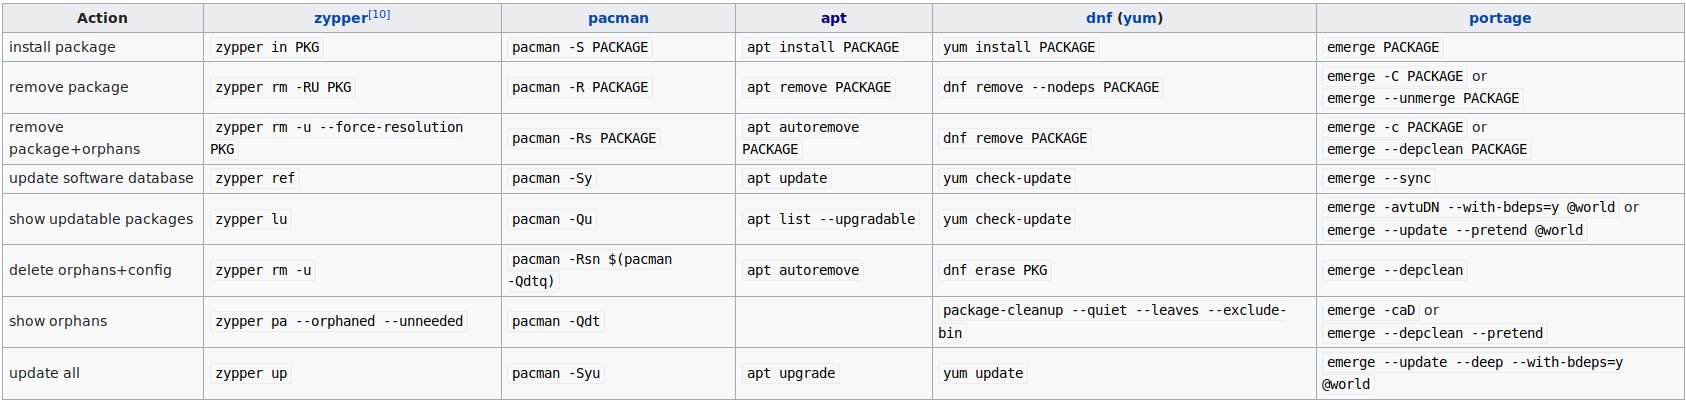 Action zypper[10] pacman apt dnf (yum) portage
install package zypper in PKG pacman -S PACKAGE apt install PACKAGE yum install PACKAGE emerge PACKAGE
remove package zypper rm -RU PKG pacman -R PACKAGE apt remove PACKAGE dnf remove --nodeps PACKAGE emerge -C PACKAGE or
emerge --unmerge PACKAGE
remove
package+orphans
zypper rm -u --force-resolution
PKG
pacman -Rs PACKAGE
apt autoremove
PACKAGE
dnf remove PACKAGE
emerge -c PACKAGE or
emerge --depclean PACKAGE
update software database zypper ref pacman -Sy apt update yum check-update emerge --sync
show updatable packages zypper lu pacman -Qu apt list --upgradable yum check-update emerge -avtuDN --with-bdeps=y @world or
emerge --update --pretend @world
delete orphans+config zypper rm -u
pacman -Rsn $(pacman
-Qdtq)
apt autoremove dnf erase PKG emerge --depclean
show orphans zypper pa --orphaned --unneeded pacman -Qdt
package-cleanup --quiet --leaves --exclude-
bin
emerge -caD or
emerge --depclean --pretend
update all zypper up pacman -Syu apt upgrade yum update
emerge --update --deep --with-bdeps=y
@world